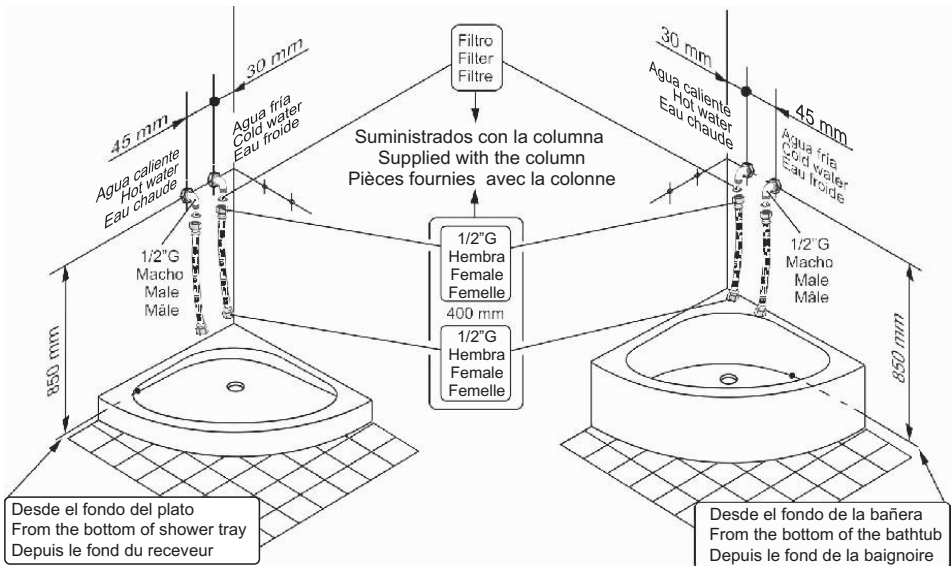 30 mm
45 mm
Agua fría
Cold water
Eau froide
Agua caliente
Hot water
Eau chaude
1/2”G
Macho
Male
Mâle
850 mm
Desde el fondo del plato
From the bottom of shower tray
Depuis le fond du receveur
Filtro
Filter
Filtre
Suministrados con la columna
Supplied with the column
Pièces fournies avec la colonne
1/2”G
Hembra
Female
Femelle
400 mm
1/2”G
Hembra
Female
Femelle
30 mm
45 mm
Agua caliente
Hot water
Eau chaude
Agua fría
Cold water
Eau froide
1/2”G
Macho
Male
Mâle
850 mm
Desde el fondo de la bañera
From the bottom of the bathtub
Depuis le fond de la baignoire